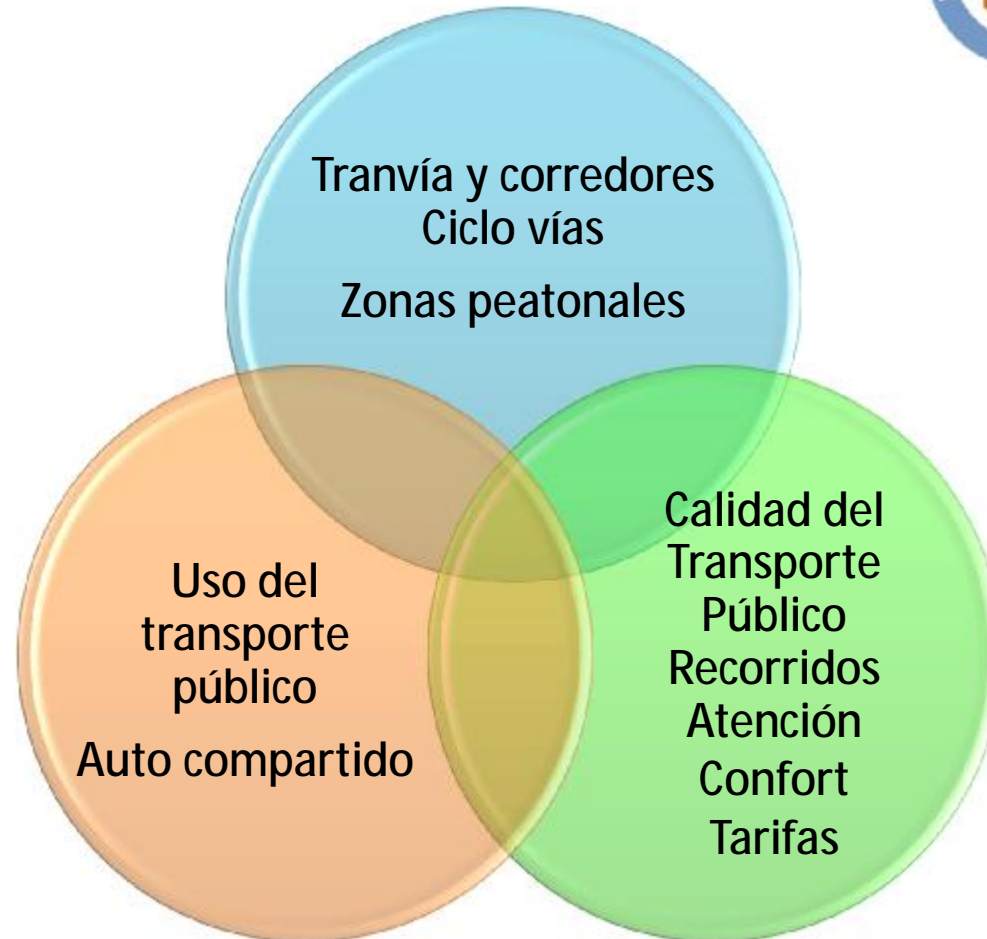 Tranvía y corredores
Ciclo vías
Zonas peatonales
Uso del
transporte
público
Auto compartido
Calidad del
Transporte
Público
Recorridos
Atención
Confort
Tarifas